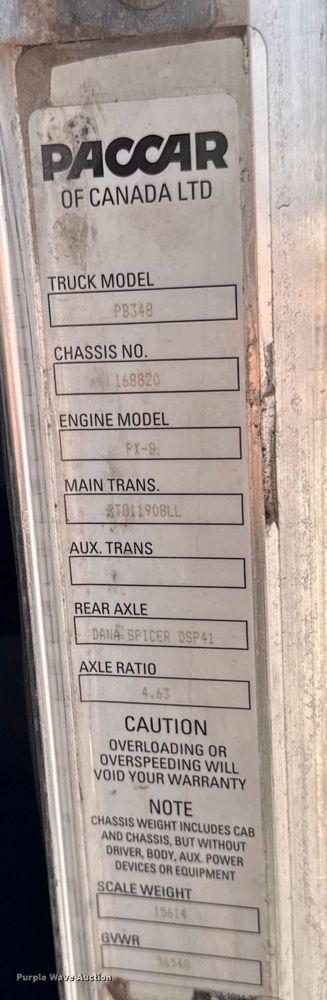 PACCAR
OF CANADA LTD
TRUCK MODEL
PB348
CHASSIS NO.
168820
ENGINE MODEL
PX-8
MAIN TRANS.
RTO11908LL
AUX. TRANS
REAR AXLE
DANA SPICER DSP41
AXLE RATIO
4.63
CAUTION
OVERLOADING OR
OVERSPEEDING WILL
VOID YOUR WARRANTY
NOTE
CHASSIS WEIGHT INCLUDES CAB
AND CHASSIS, BUT WITHOUT
DRIVER, BODY, AUX. POWER
DEVICES OR EQUIPMENT
SCALE WEIGHT
15614
GVWR
56540
Purple Wave Auction